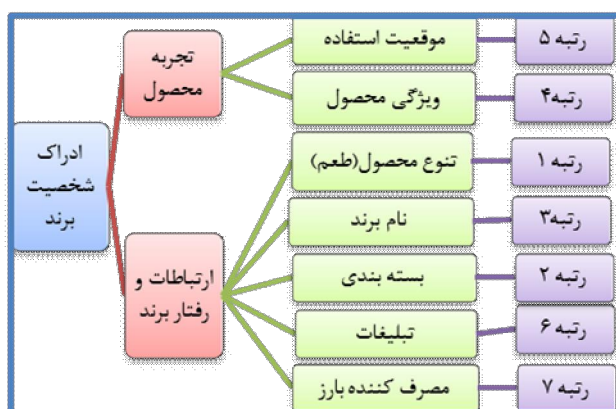 ادراک
شخصیت
برند
تجربه
محصول
موقعیت استفاده
رتبه ۵
ویژگی محصول
رتبه۴
ارتباطات و
رفتار برند
تنوع محصول(طعم)
رتبه ۱
نام برند
رتبه۳
بسته بندی
رتبه ۲
تبلیغات
رتبه ۶
مصرف کننده بارز
رتبه ۷